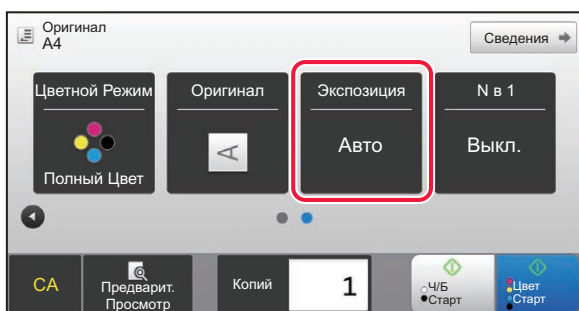 Оригинал
A4
Сведения
Цветной Режим
Полный Цвет
Оригинал
A
Экспозиция
Авто
N в 1
Выкл.
CA
Предварит.
Просмотр
Копий
1
Ч/Б
Старт
Цвет
Старт